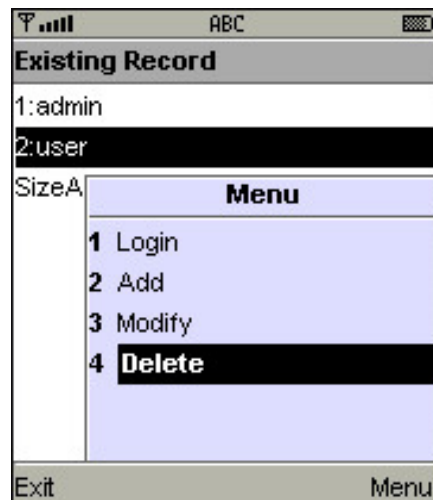 ABC
Existing Record
1:admin
2:user
SizeA
Menu
1 Login
2 Add
3 Modify
4 Delete
Exit Menu